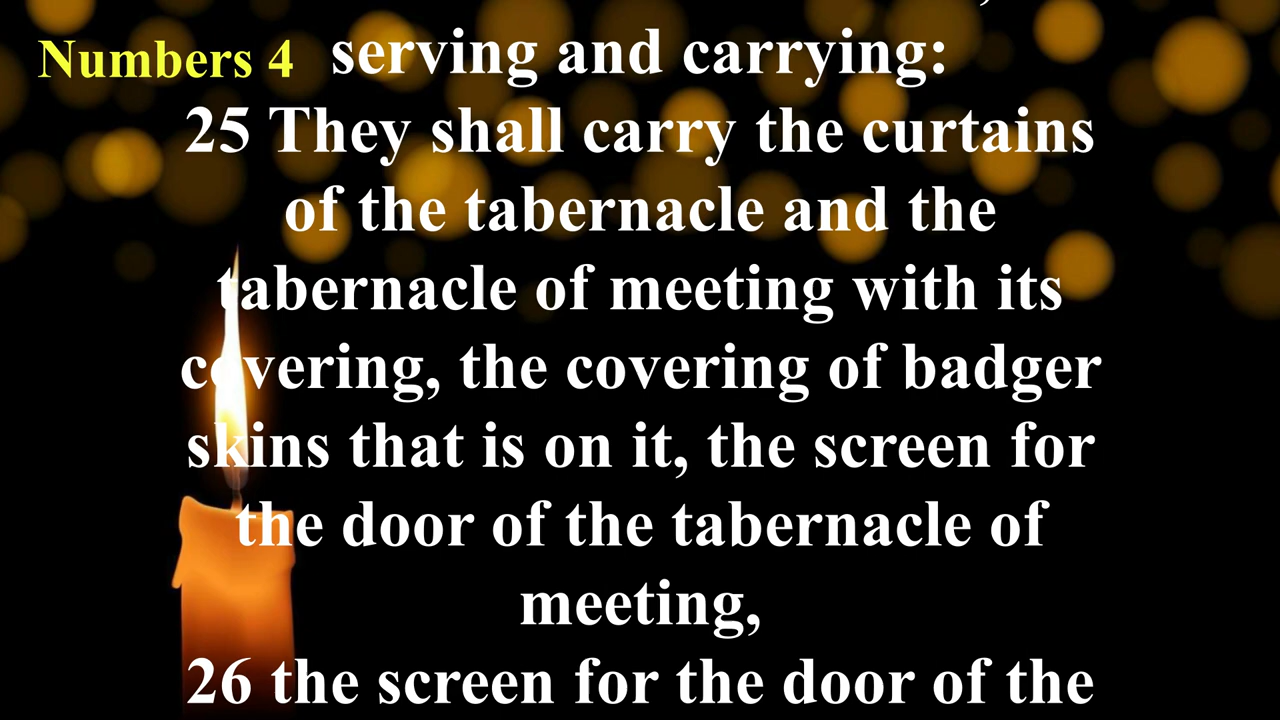 Numbers 4
serving and carrying:
25 They shall carry the curtains
of the tabernacle and the
tabernacle of meeting with its
covering, the covering of badger
skins that is on it, the screen for
the door of the tabernacle of
meeting,
26 the screen for the door of the